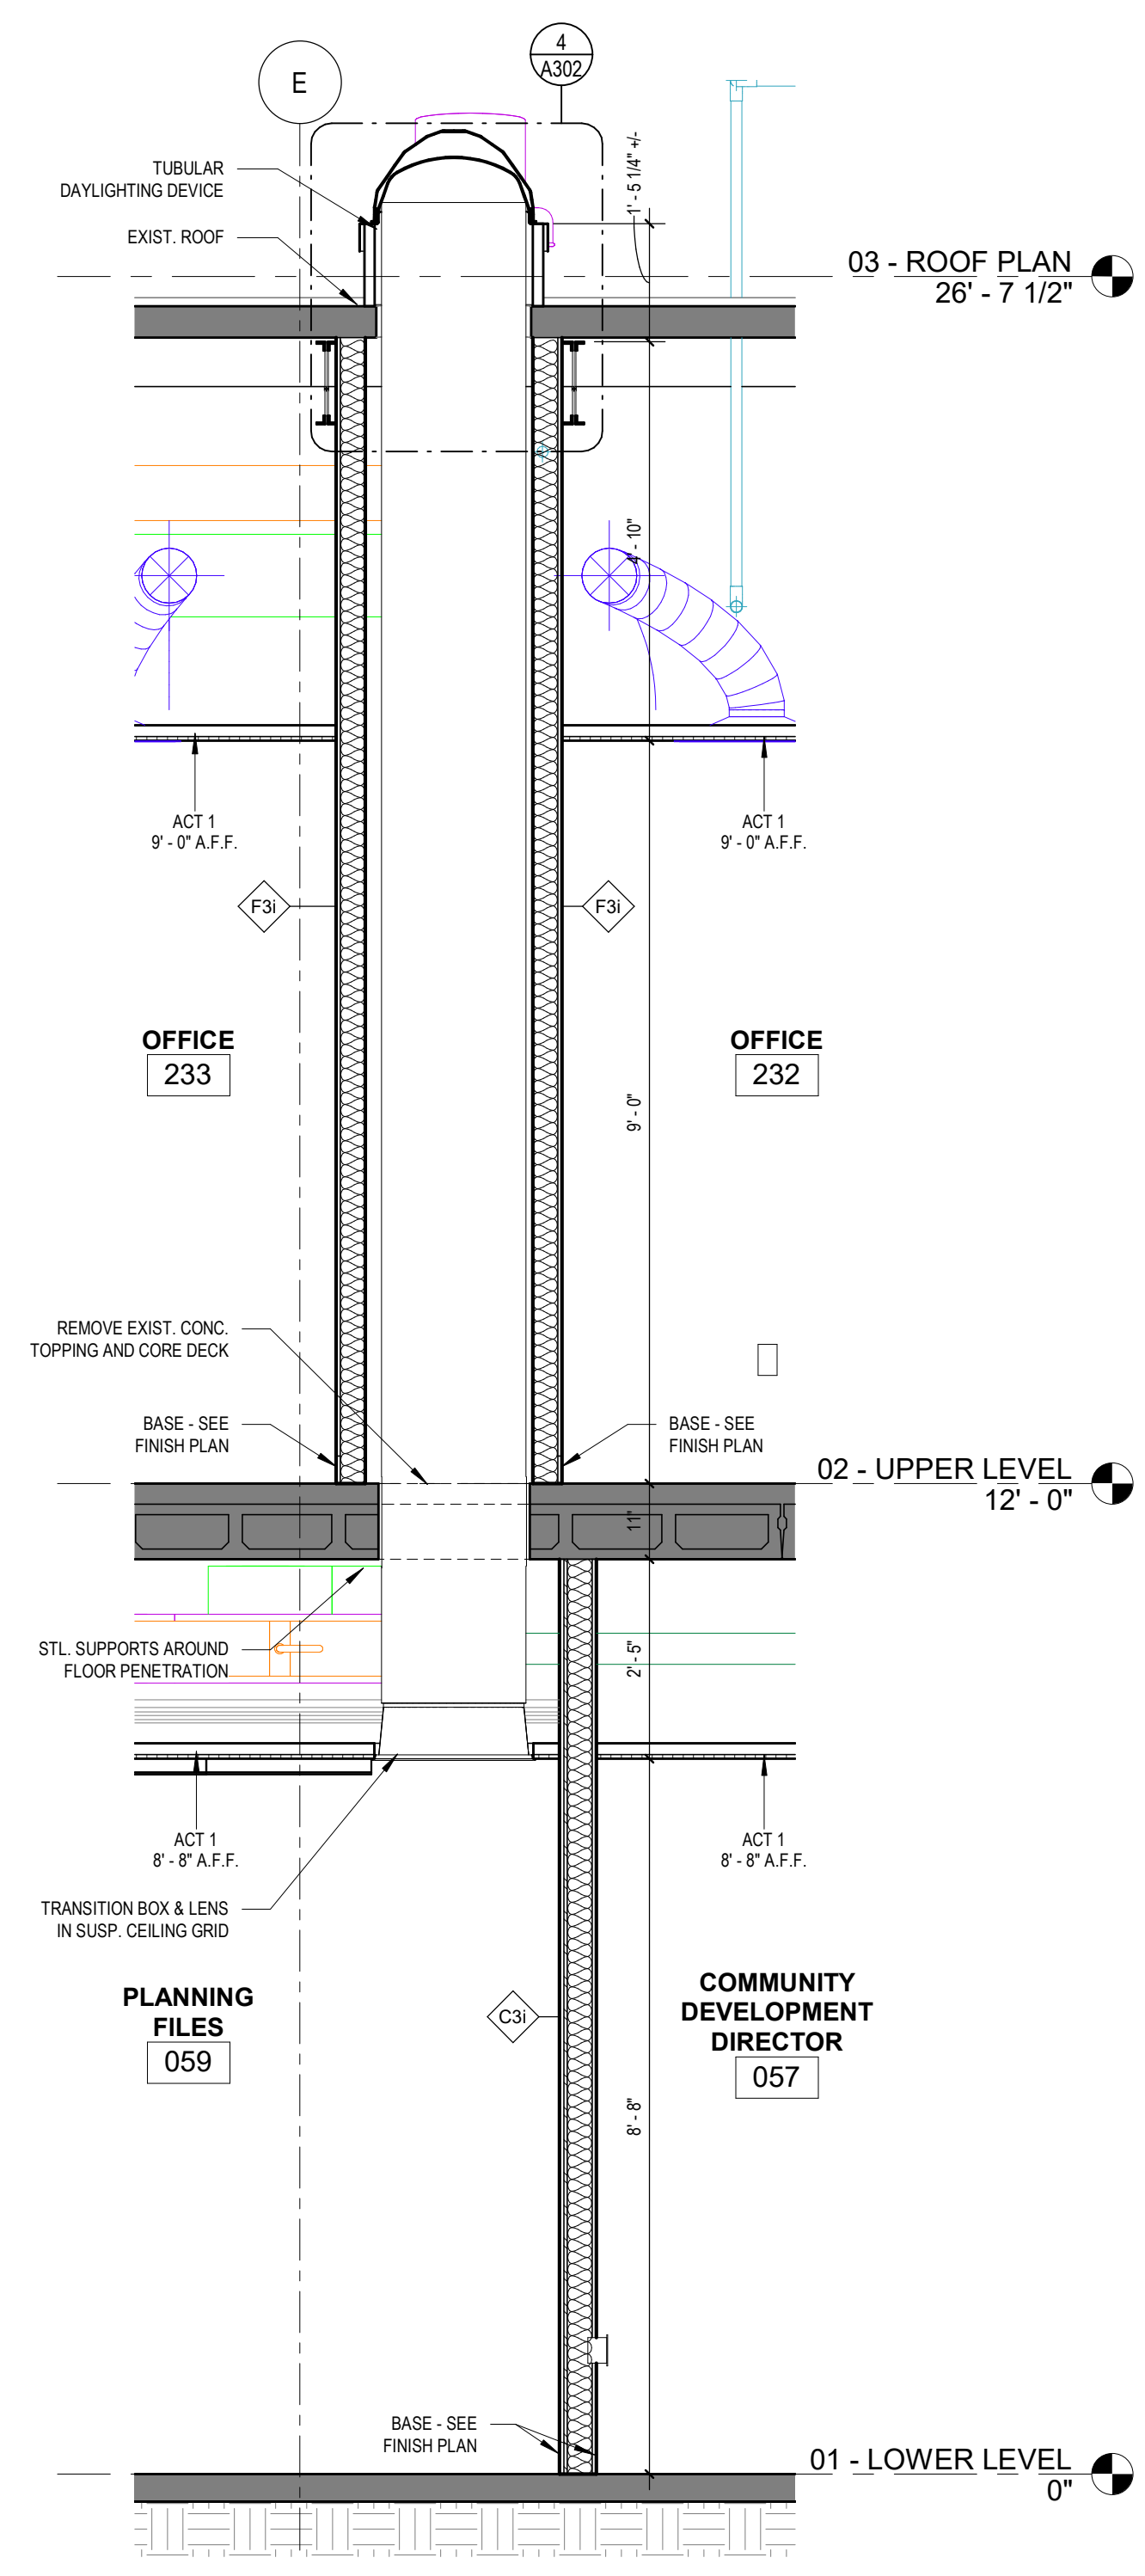 4
A302
E
TUBULAR
DAYLIGHTING DEVICE
1' - 5 1/4" +/-
EXIST. ROOF
03 - ROOF PLAN
26' - 7 1/2"
4' - 10"
ACT 1
9' - 0" A.F.F.
ACT 1
9' - 0" A.F.F.
F3i
F3i
OFFICE
233
OFFICE
232
9' - 0"
REMOVE EXIST. CONC.
TOPPING AND CORE DECK
BASE - SEE
FINISH PLAN
BASE - SEE
FINISH PLAN
02 - UPPER LEVEL
12' - 0"
11"
STL. SUPPORTS AROUND
FLOOR PENETRATION
2' - 5"
ACT 1
8' - 8" A.F.F.
ACT 1
8' - 8" A.F.F.
TRANSITION BOX & LENS
IN SUSP. CEILING GRID
PLANNING
FILES
059
C3i
COMMUNITY
DEVELOPMENT
DIRECTOR
057
8' - 8"
BASE - SEE
FINISH PLAN
01 - LOWER LEVEL
0"